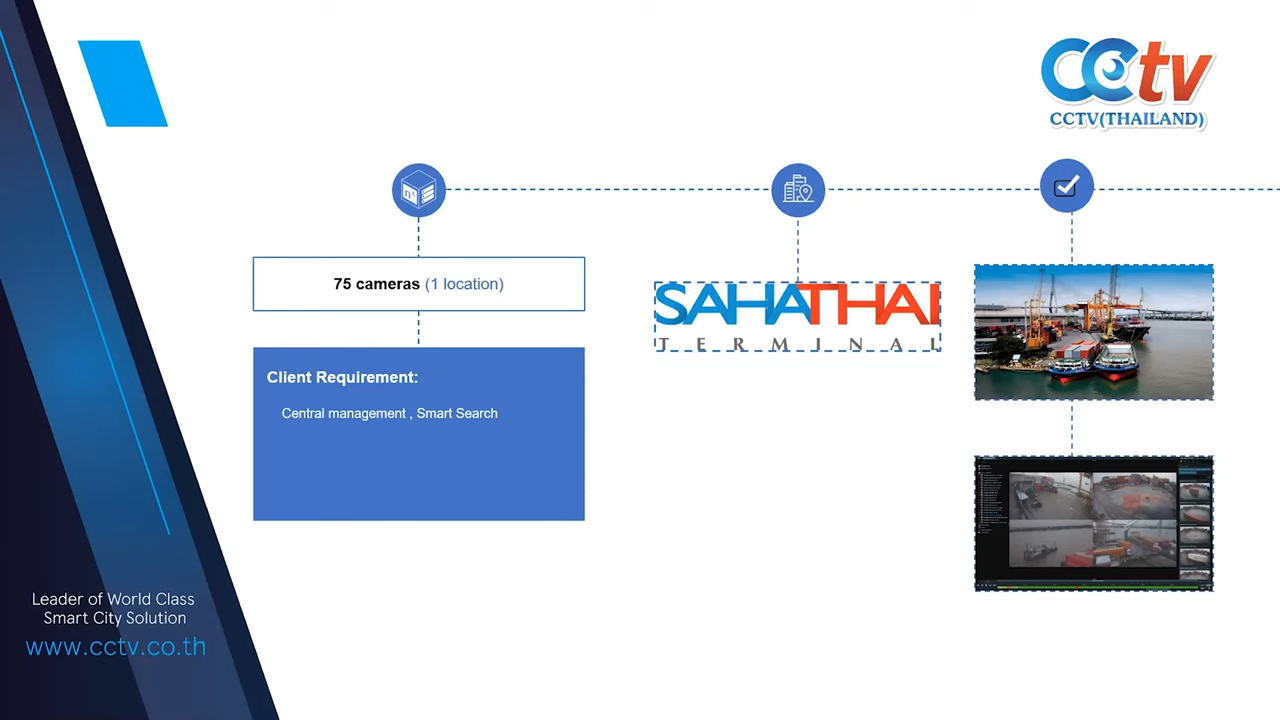 CCtv
CCTV(THAILAND)
75 cameras (1 location)
Client Requirement:
Central management , Smart Search
SAHATHAI
TERMINAL
Leader of World Class
Smart City Solution
www.cctv.co.th